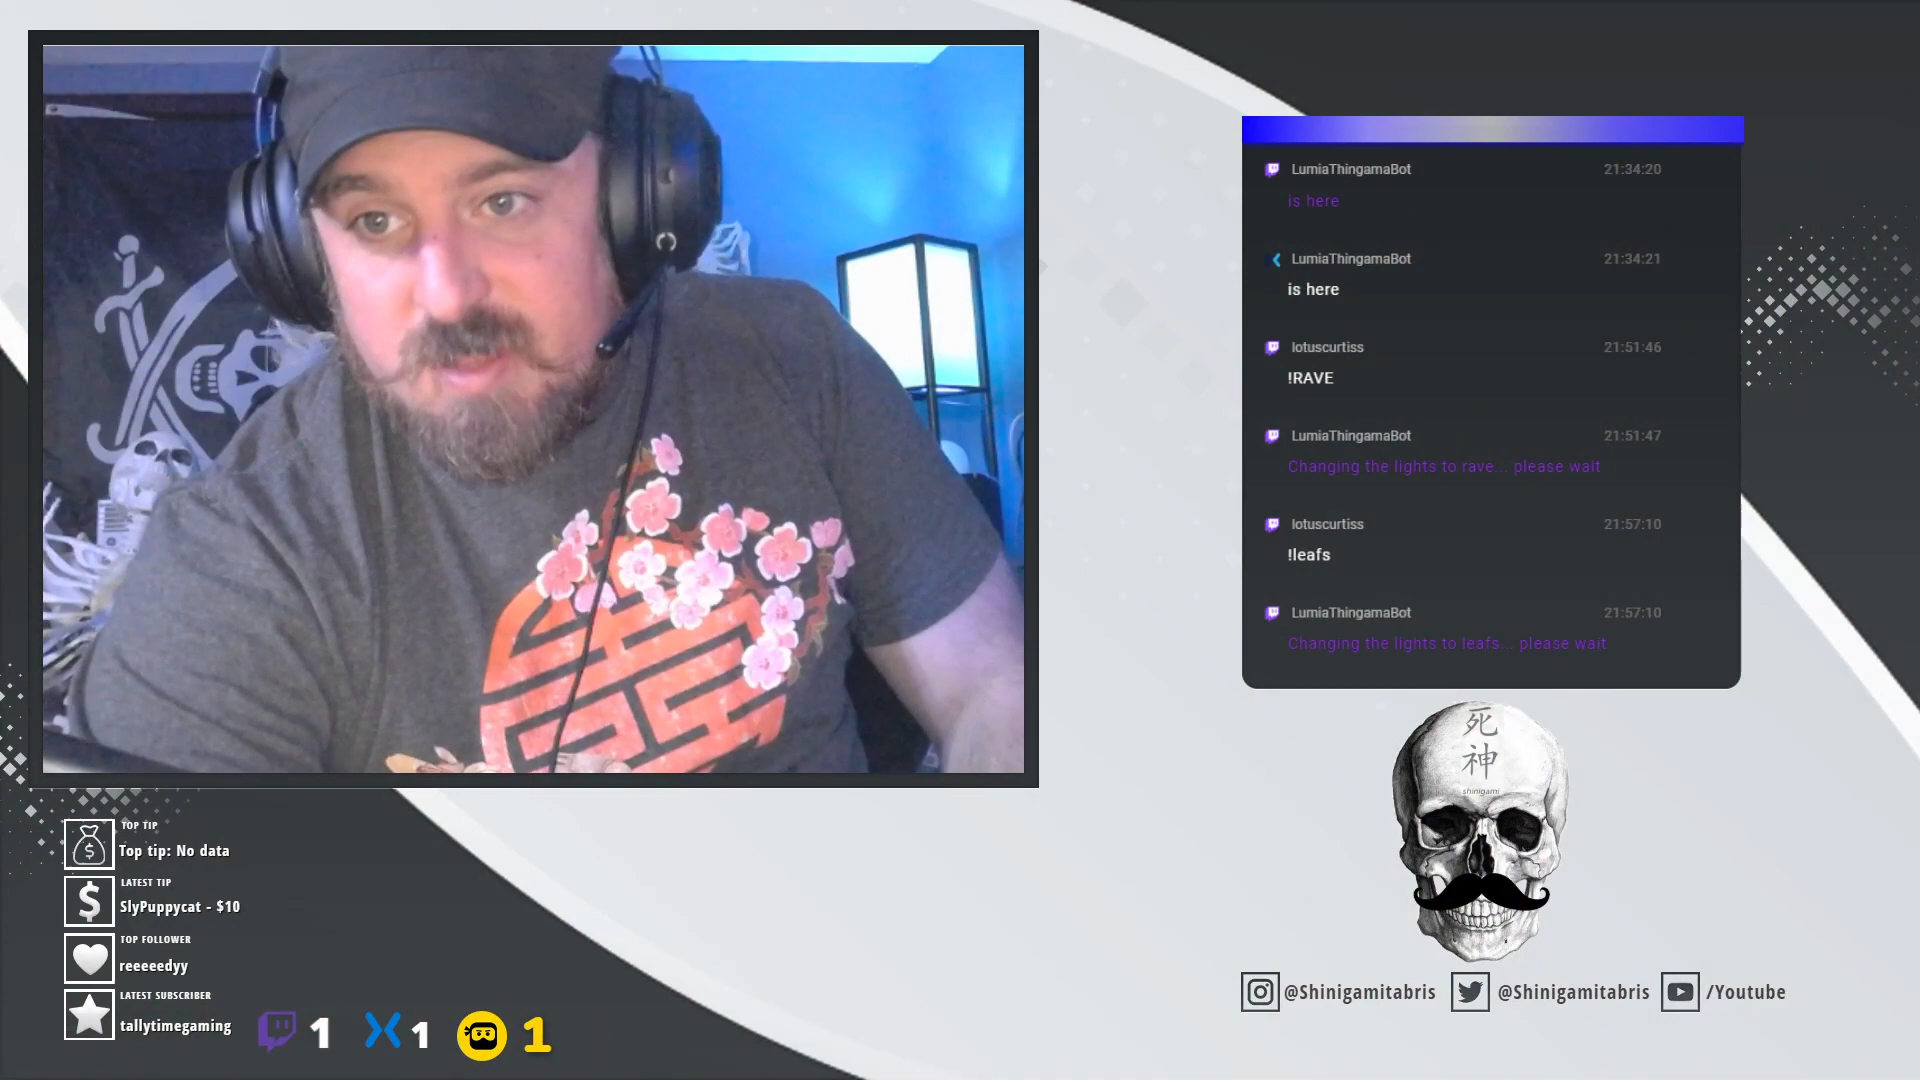 LumiaThingamaBot 21:34:20
is here
LumiaThingamaBot 21:34:21
is here
lotuscurtiss 21:51:46
!RAVE
LumiaThingamaBot 21:51:47
Changing the lights to rave... please wait
lotuscurtiss 21:57:10
!leafs
LumiaThingamaBot 21:57:10
Changing the lights to leafs... please wait
死
神
shinigami
TOP TIP
Top tip: No data
LATEST TIP
SlyPuppycat - $10
TOP FOLLOWER
reeeeedyy
LATEST SUBSCRIBER
tallytimegaming
1 1 1
@Shinigamitabris @Shinigamitabris /Youtube